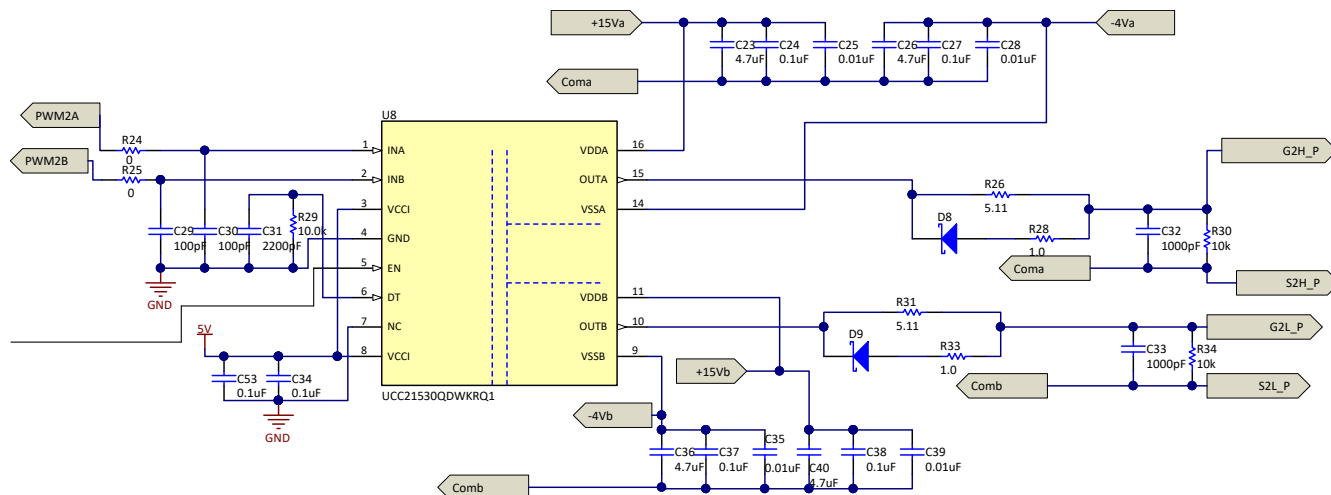 +15Va
-4Va
C23
4.7uF
C24
0.1uF
C25
0.01uF
C26
4.7uF
C27
0.1uF
C28
0.01uF
Coma
PWM2A
PWM2B
R24
0
R25
0
U8
1 INA
2 INB
3 VCCI
4 GND
5 EN
6 DT
7 NC
8 VCCI
VDDA 16
OUTA 15
VSSA 14
VDDB 11
OUTB 10
VSSB 9
UCC21530QDWKRQ1
C29
100pF
C30
100pF
C31
2200pF
R29
10.0k
GND
5V
C53
0.1uF
C34
0.1uF
GND
R26
5.11
D8
R28
1.0
C32
1000pF
R30
10k
G2H_P
Coma
S2H_P
R31
5.11
D9
R33
1.0
C33
1000pF
R34
10k
G2L_P
Comb
S2L_P
+15Vb
-4Vb
C36
4.7uF
C37
0.1uF
C35
0.01uF
C40
4.7uF
C38
0.1uF
C39
0.01uF
Comb